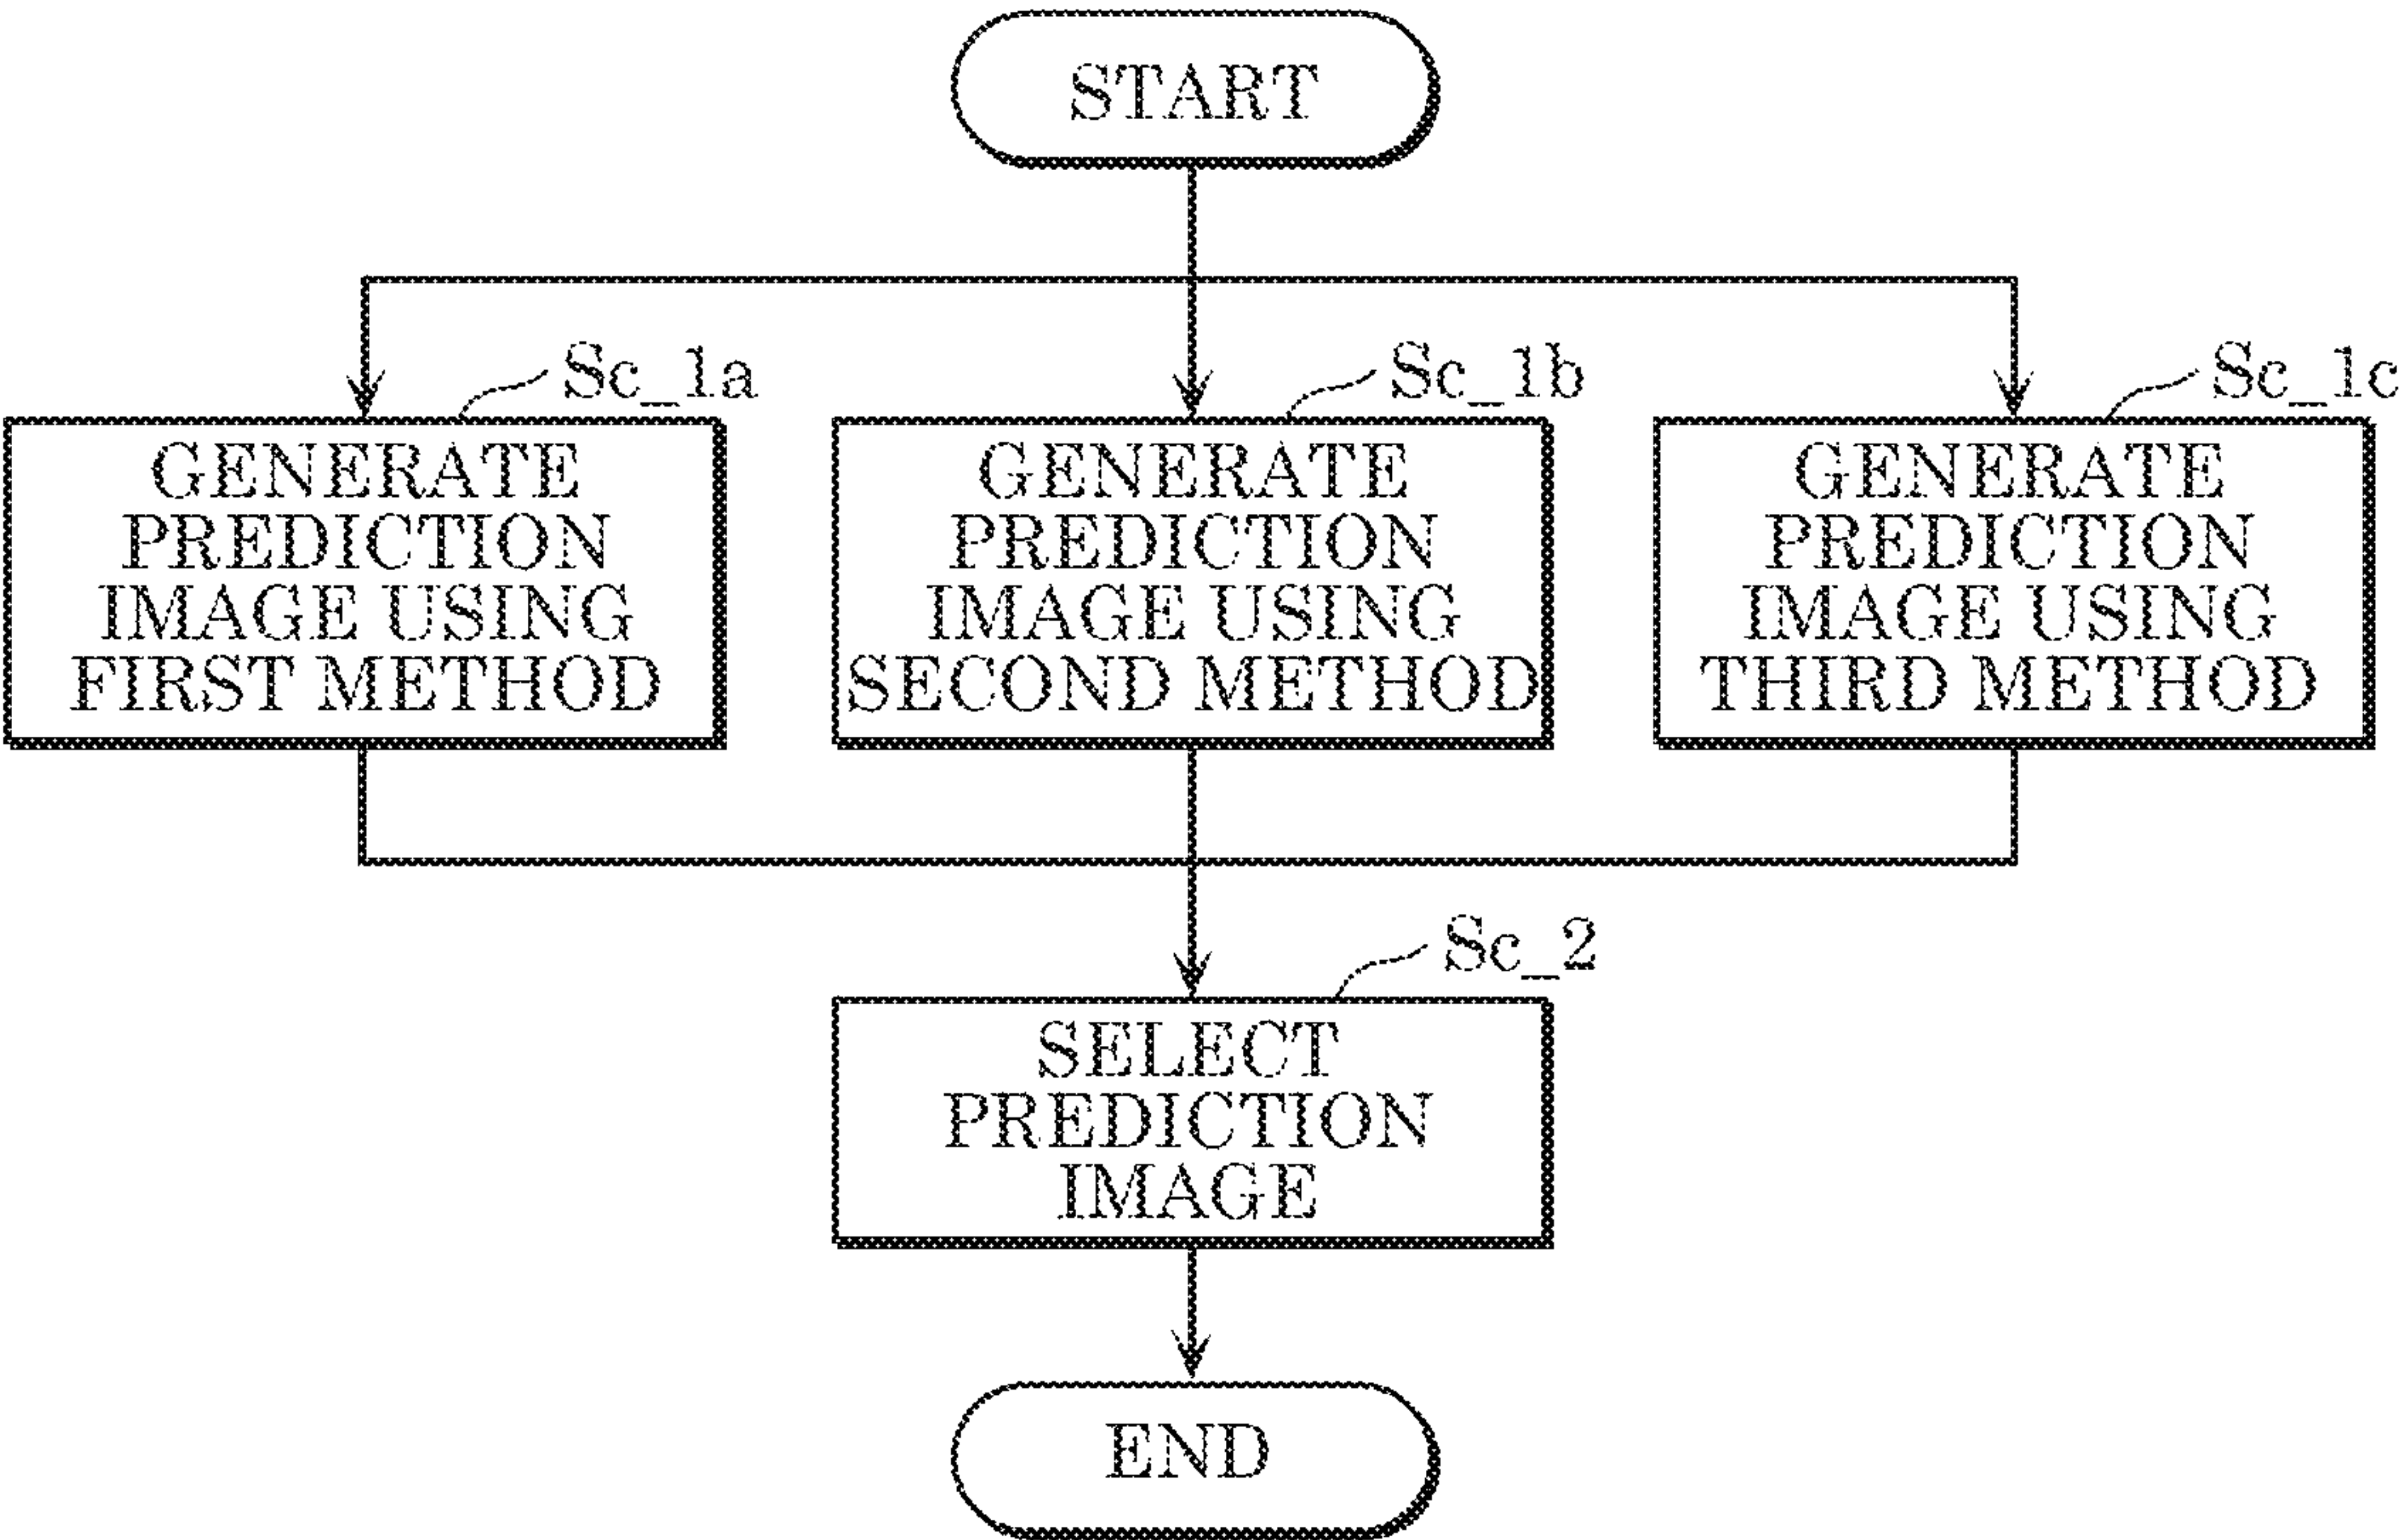 START
Sc_1a
GENERATE
PREDICTION
IMAGE USING
FIRST METHOD
Sc_1b
GENERATE
PREDICTION
IMAGE USING
SECOND METHOD
Sc_1c
GENERATE
PREDICTION
IMAGE USING
THIRD METHOD
Sc_2
SELECT
PREDICTION
IMAGE
END